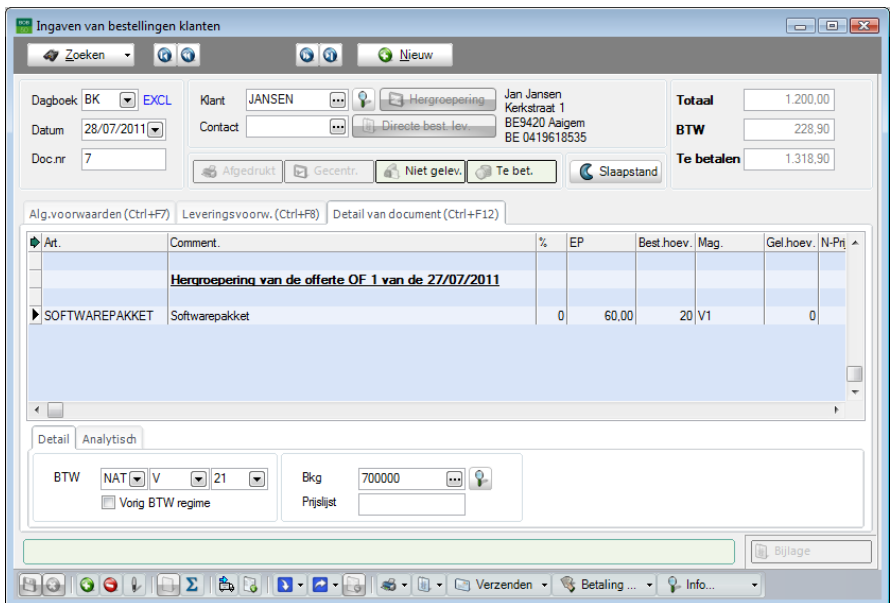 BOB Ingaven van bestellingen klanten
Zoeken Nieuw
Dagboek BK EXCL Klant JANSEN Hergroepering Jan Jansen Totaal 1.200,00
Kerkstraat 1
Datum 28/07/2011 Contact Directe best. lev. BE9420 Aaigem BTW 228,90
BE 0419618535
Doc.nr 7 Te betalen 1.318,90
Afgedrukt Gecentr. Niet gelev. Te bet. Slaapstand
Alg.voorwaarden (Ctrl+F7) Leveringsvoorw. (Ctrl+F8) Detail van document (Ctrl+F12)
Art. Comment. % EP Best.hoev. Mag. Gel.hoev. N-Prij
Hergroepering van de offerte OF 1 van de 27/07/2011
SOFTWAREPAKKET Softwarepakket 0 60,00 20 V1 0
Detail Analytisch
BTW NAT V 21 Bkg 700000
Vorig BTW regime Prijslijst
Bijlage
Σ Verzenden Betaling ... Info...